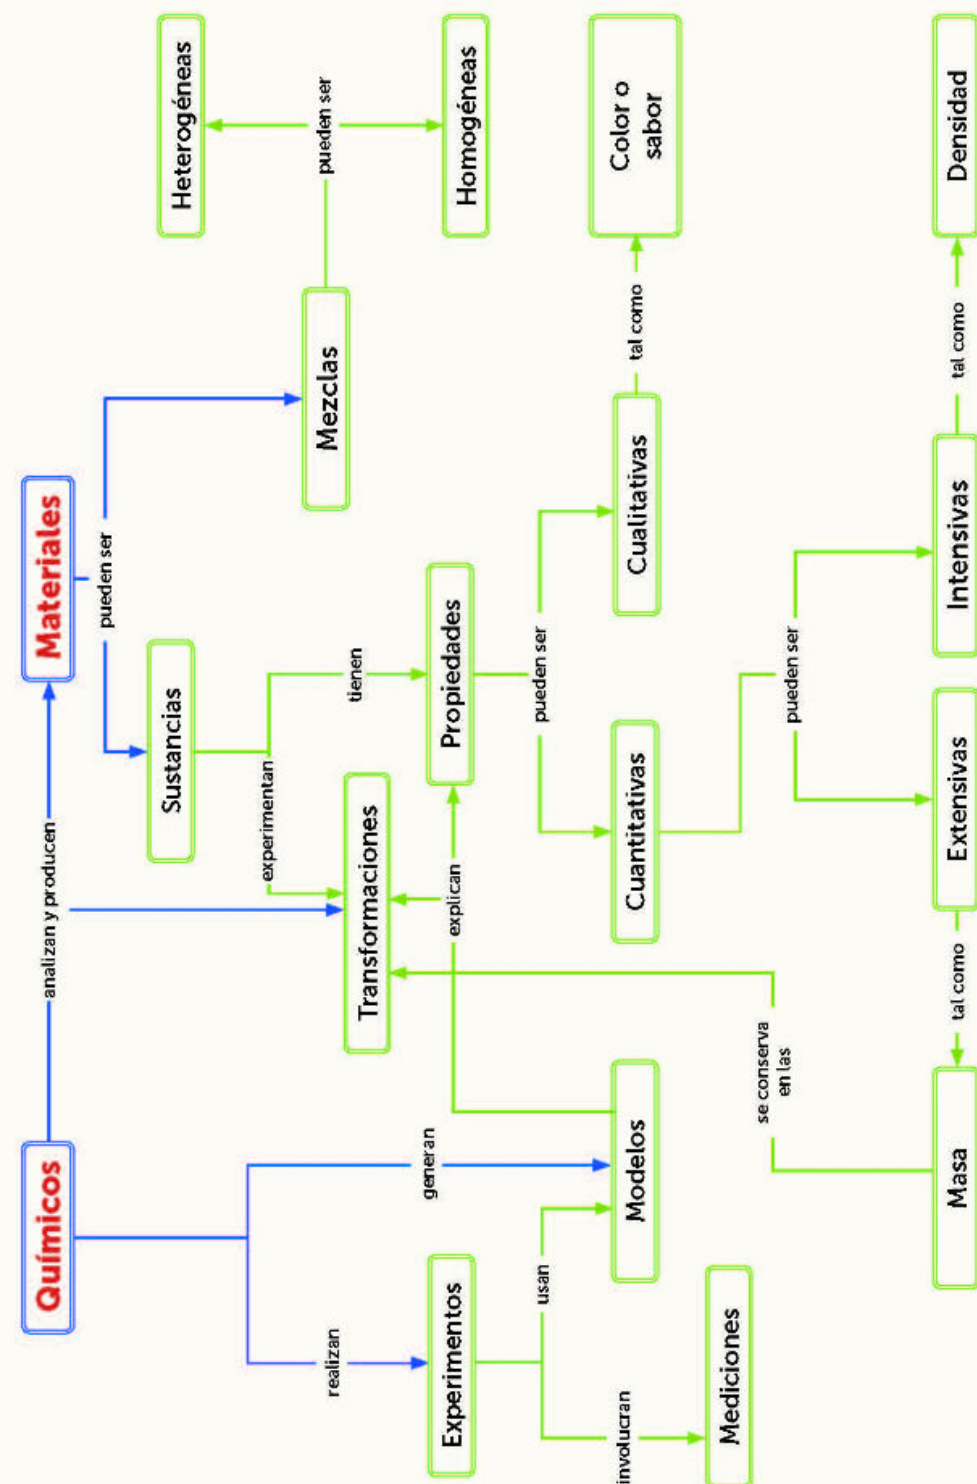 Químicos
analizan y producen
Materiales
pueden ser
Sustancias
Mezclas
pueden ser
Heterogéneas
Homogéneas
experimentan
tienen
Transformaciones
Propiedades
realizan
generan
Experimentos
usan
involucran
Modelos
explican
Mediciones
pueden ser
Cuantitativas
Cualitativas
tal como
Color o
sabor
pueden ser
Extensivas
Intensivas
tal como
Masa
se conserva
en las
tal como
Densidad